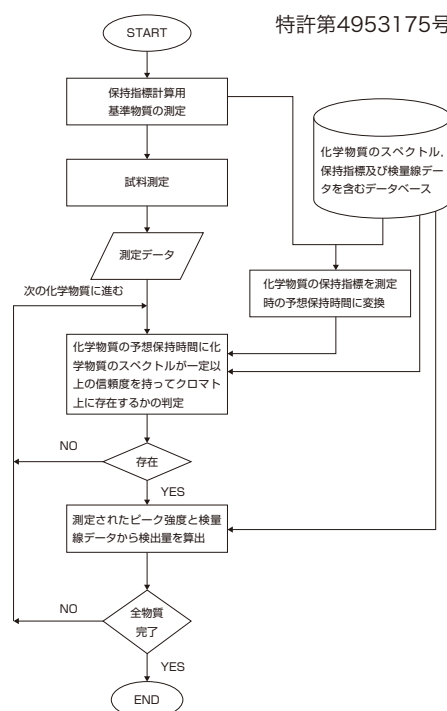 特許第4953175号
START
保持指標計算用
基準物質の測定
化学物質のスペクトル,
保持指標及び検量線デー
タを含むデータベース
試料測定
測定データ
次の化学物質に進む
化学物質の保持指標を測定
時の予想保持時間に変換
化学物質の予想保持時間に化
学物質のスペクトルが一定以
上の信頼度を持ってクロマト
上に存在するかの判定
NO
存在
YES
測定されたピーク強度と検量
線データから検出量を算出
NO
全物質
完了
YES
END